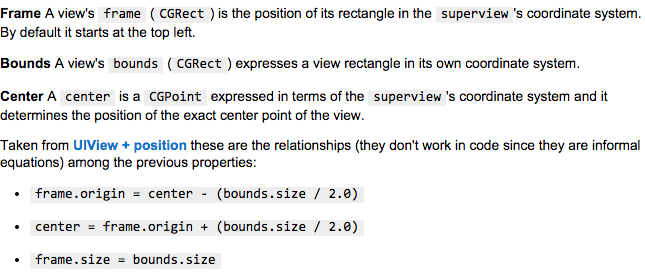 Frame A view's frame ( CGRect ) is the position of its rectangle in the superview 's coordinate system.
By default it starts at the top left.
Bounds A view's bounds ( CGRect ) expresses a view rectangle in its own coordinate system.
Center A center is a CGPoint expressed in terms of the superview 's coordinate system and it
determines the position of the exact center point of the view.
Taken from UIView + position these are the relationships (they don't work in code since they are informal
equations) among the previous properties:
• frame.origin = center - (bounds.size / 2.0)
• center = frame.origin + (bounds.size / 2.0)
• frame.size = bounds.size